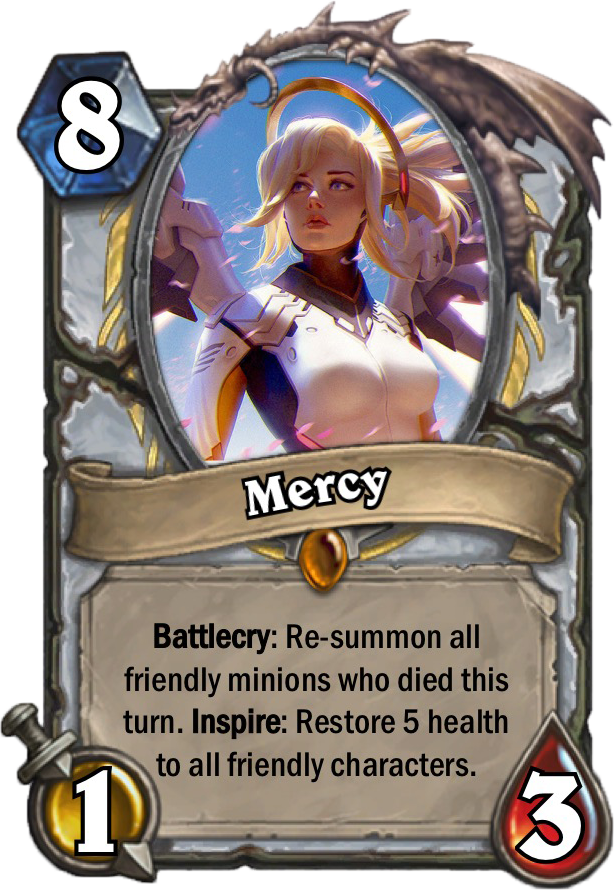 8
Mercy
Battlecry: Re-summon all
friendly minions who died this
turn. Inspire: Restore 5 health
to all friendly characters.
1
3